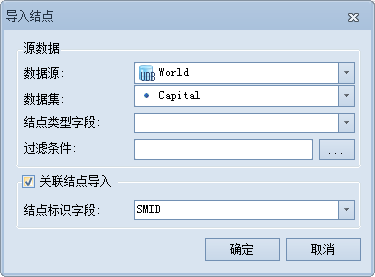 导入结点
源数据
数据源: UDB World
数据集: Capital
结点类型字段:
过滤条件: ...
关联结点导入
结点标识字段: SMID
确定 取消